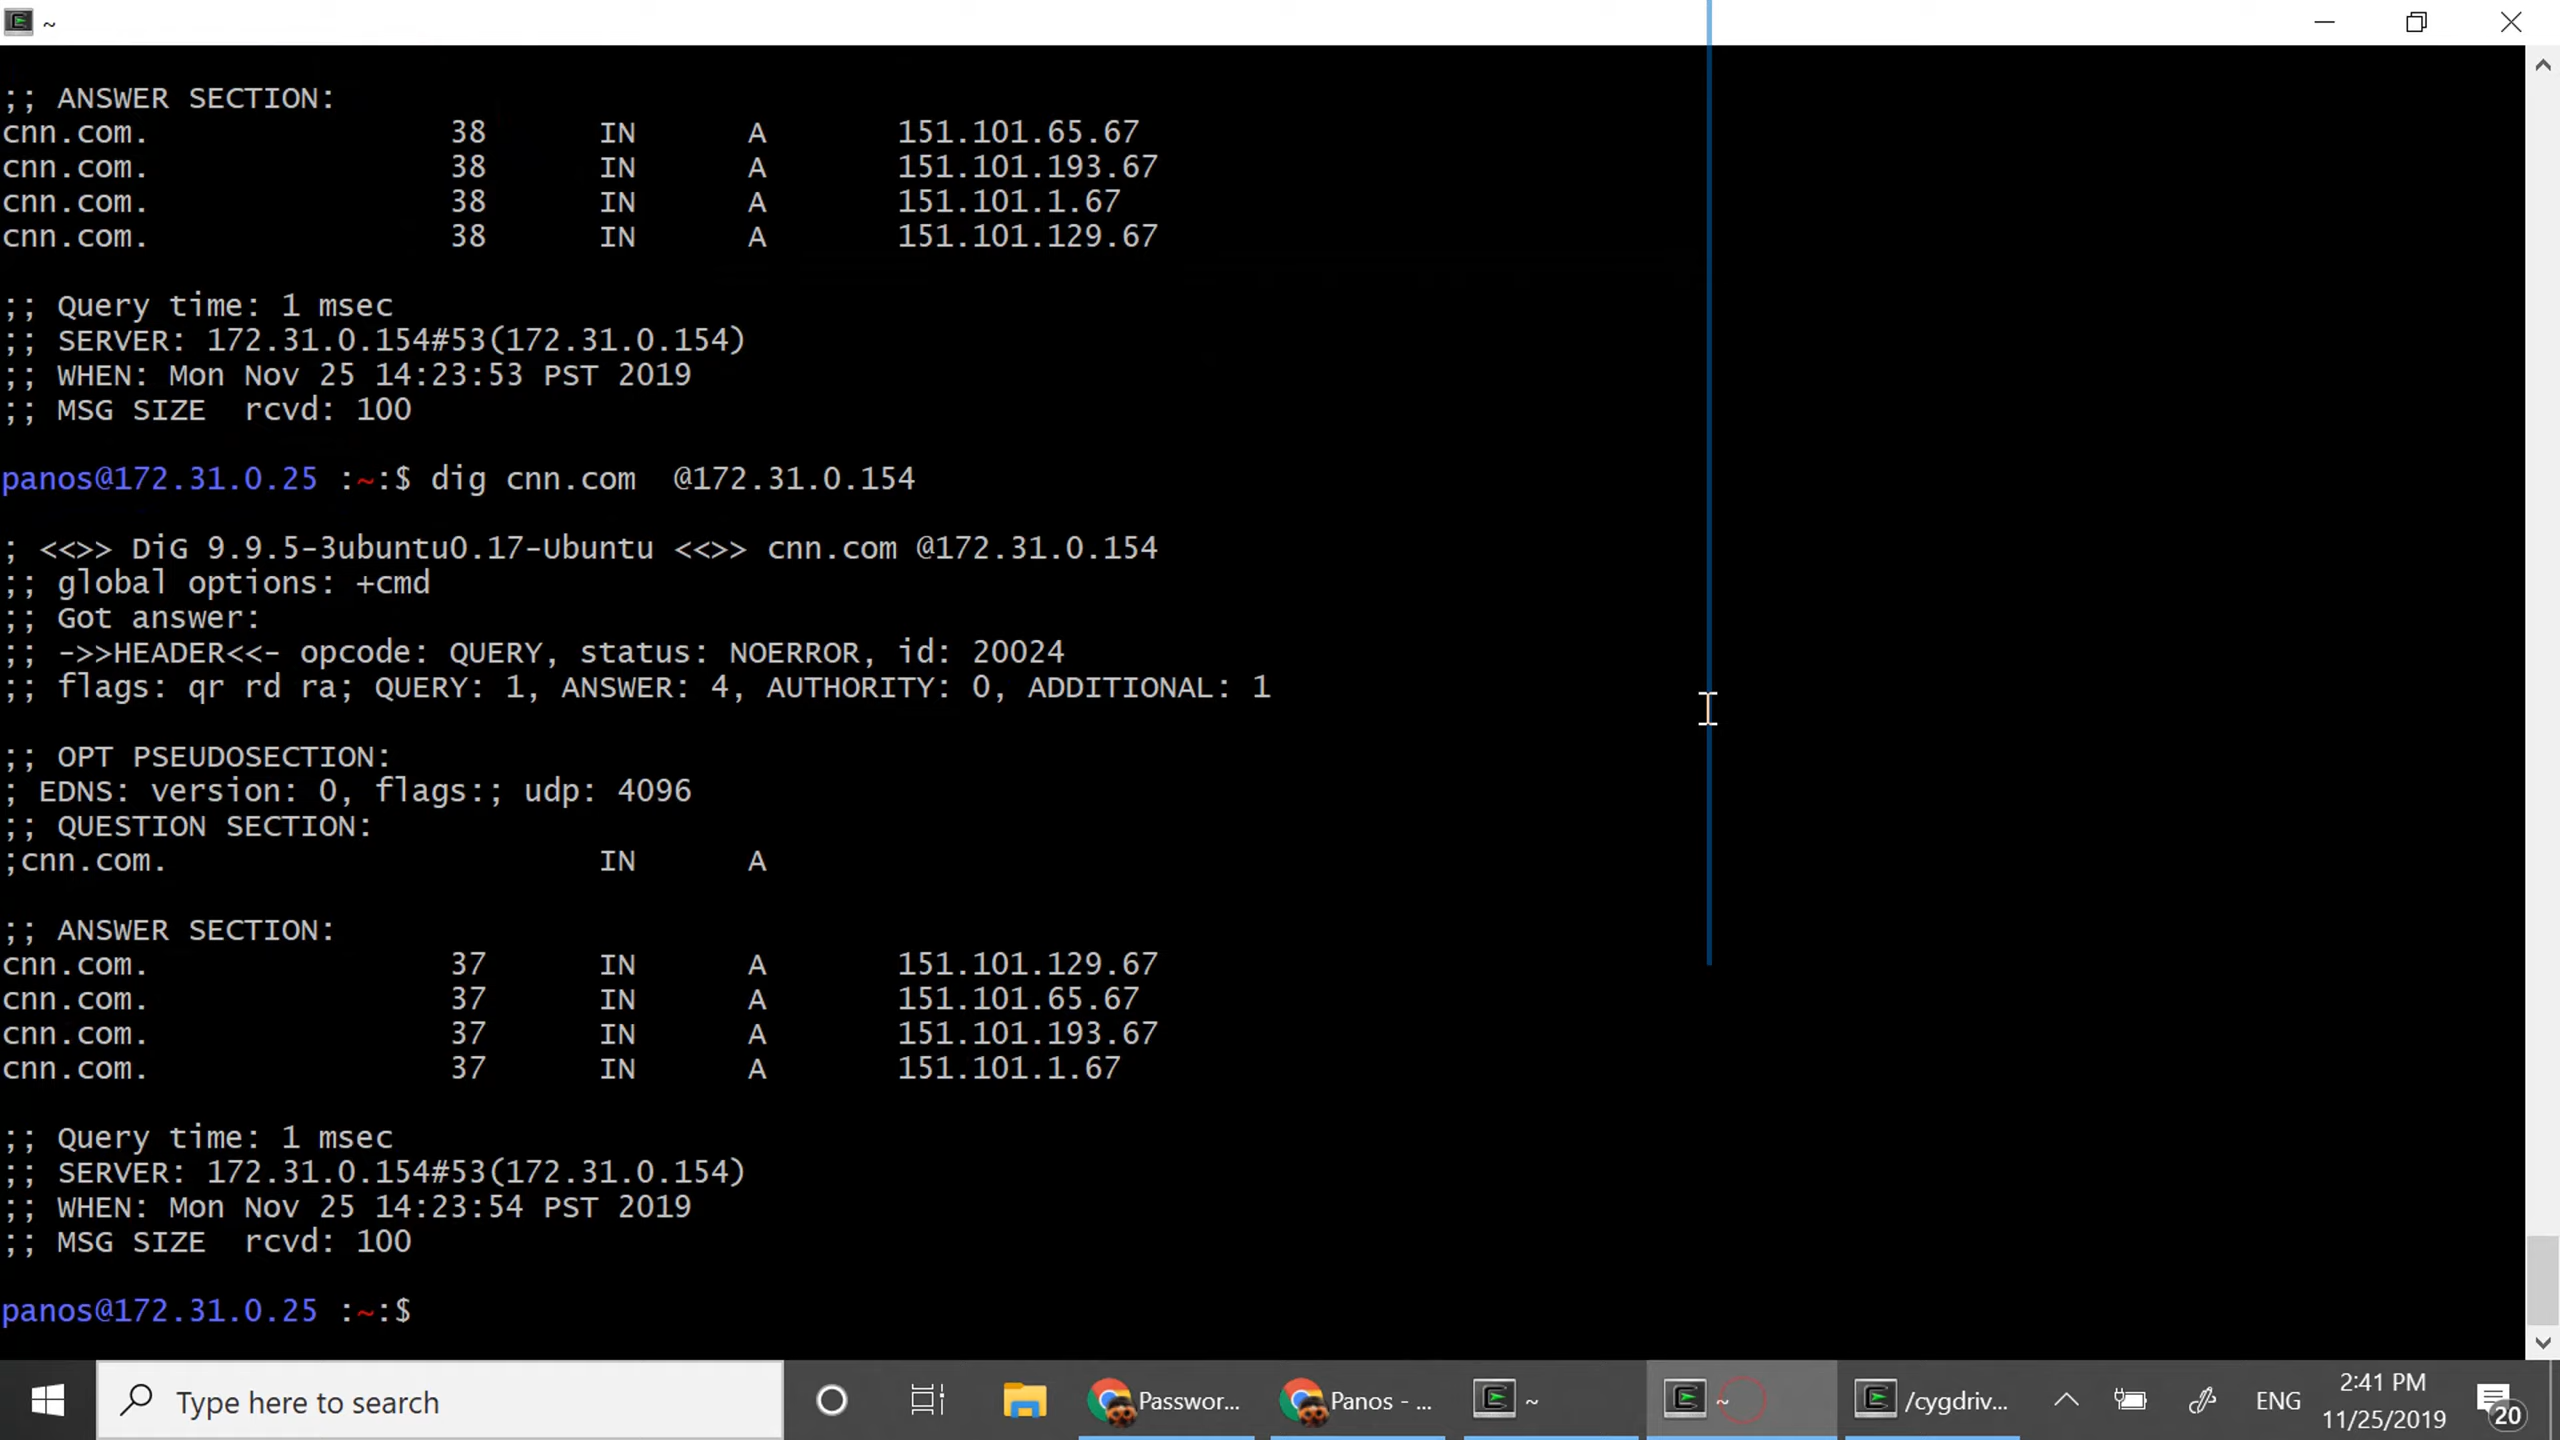 ~
;; ANSWER SECTION:
cnn.com. 38 IN A 151.101.65.67
cnn.com. 38 IN A 151.101.193.67
cnn.com. 38 IN A 151.101.1.67
cnn.com. 38 IN A 151.101.129.67
;; Query time: 1 msec
;; SERVER: 172.31.0.154#53(172.31.0.154)
;; WHEN: Mon Nov 25 14:23:53 PST 2019
;; MSG SIZE  rcvd: 100
panos@172.31.0.25 :~:$ dig cnn.com  @172.31.0.154
; <<>> DiG 9.9.5-3ubuntu0.17-Ubuntu <<>> cnn.com @172.31.0.154
;; global options: +cmd
;; Got answer:
;; ->>HEADER<<- opcode: QUERY, status: NOERROR, id: 20024
;; flags: qr rd ra; QUERY: 1, ANSWER: 4, AUTHORITY: 0, ADDITIONAL: 1
;; OPT PSEUDOSECTION:
; EDNS: version: 0, flags:; udp: 4096
;; QUESTION SECTION:
;cnn.com. IN A
;; ANSWER SECTION:
cnn.com. 37 IN A 151.101.129.67
cnn.com. 37 IN A 151.101.65.67
cnn.com. 37 IN A 151.101.193.67
cnn.com. 37 IN A 151.101.1.67
;; Query time: 1 msec
;; SERVER: 172.31.0.154#53(172.31.0.154)
;; WHEN: Mon Nov 25 14:23:54 PST 2019
;; MSG SIZE  rcvd: 100
panos@172.31.0.25 :~:$
Type here to search
Passwor...
Panos - ...
~
~
/cygdriv...
ENG
2:41 PM
11/25/2019
20